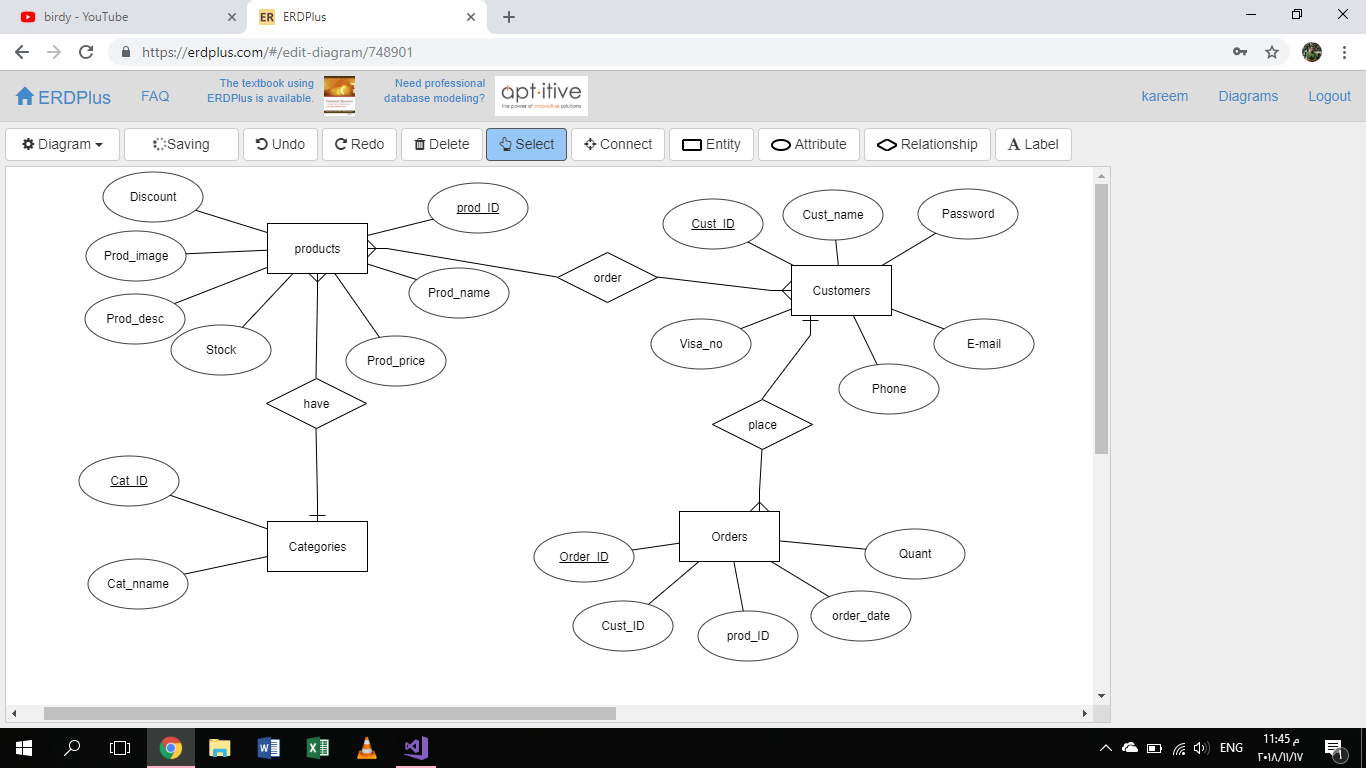 birdy - YouTube
ERDPlus
https://erdplus.com/#/edit-diagram/748901
ERDPlus
FAQ
The textbook using
ERDPlus is available.
Need professional
database modeling?
apt·itive
the power of innovative solutions
kareem
Diagrams
Logout
Diagram
Saving
Undo
Redo
Delete
Select
Connect
Entity
Attribute
Relationship
A Label
Discount
prod_ID
Cust_ID
Cust_name
Password
Prod_image
products
order
Customers
Prod_name
Prod_desc
Stock
Prod_price
Visa_no
E-mail
Phone
have
place
Cat_ID
Categories
Cat_nname
Orders
Order_ID
Quant
Cust_ID
prod_ID
order_date
ENG
11:45 م
٢٠١٨/١١/١٧